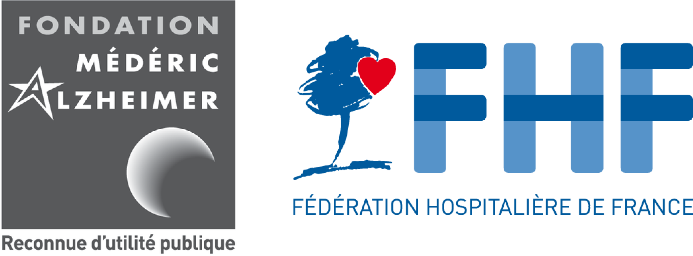 FONDATION
MÉDÉRIC
ALZHEIMER
Reconnue d'utilité publique
FHF
FÉDÉRATION HOSPITALIÈRE DE FRANCE